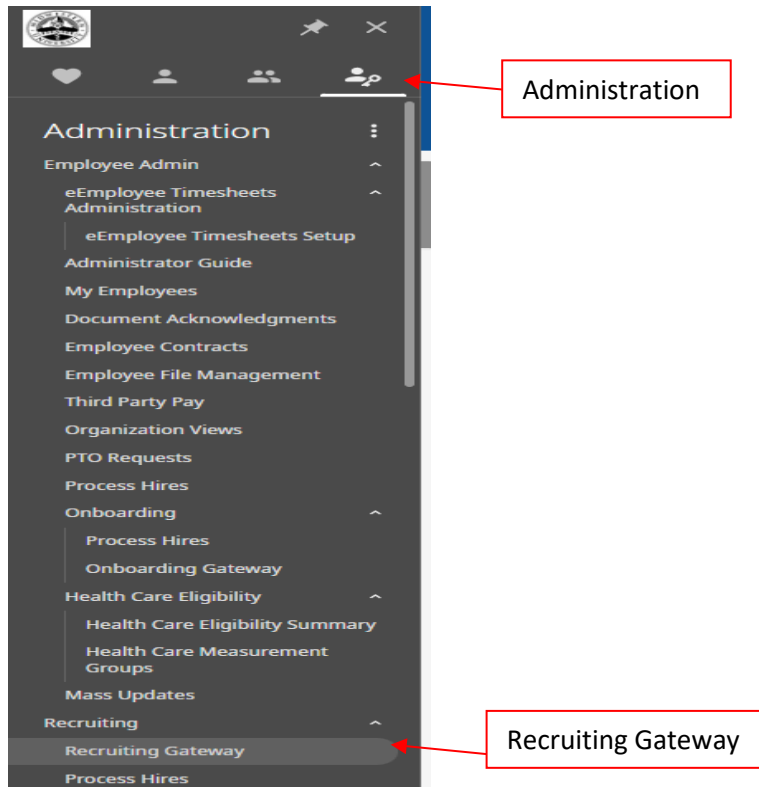 MIDWESTERN UNIVERSITY
Administration
Administration
Employee Admin
eEmployee Timesheets
Administration
eEmployee Timesheets Setup
Administrator Guide
My Employees
Document Acknowledgments
Employee Contracts
Employee File Management
Third Party Pay
Organization Views
PTO Requests
Process Hires
Onboarding
Process Hires
Onboarding Gateway
Health Care Eligibility
Health Care Eligibility Summary
Health Care Measurement
Groups
Mass Updates
Recruiting
Recruiting Gateway
Recruiting Gateway
Process Hires